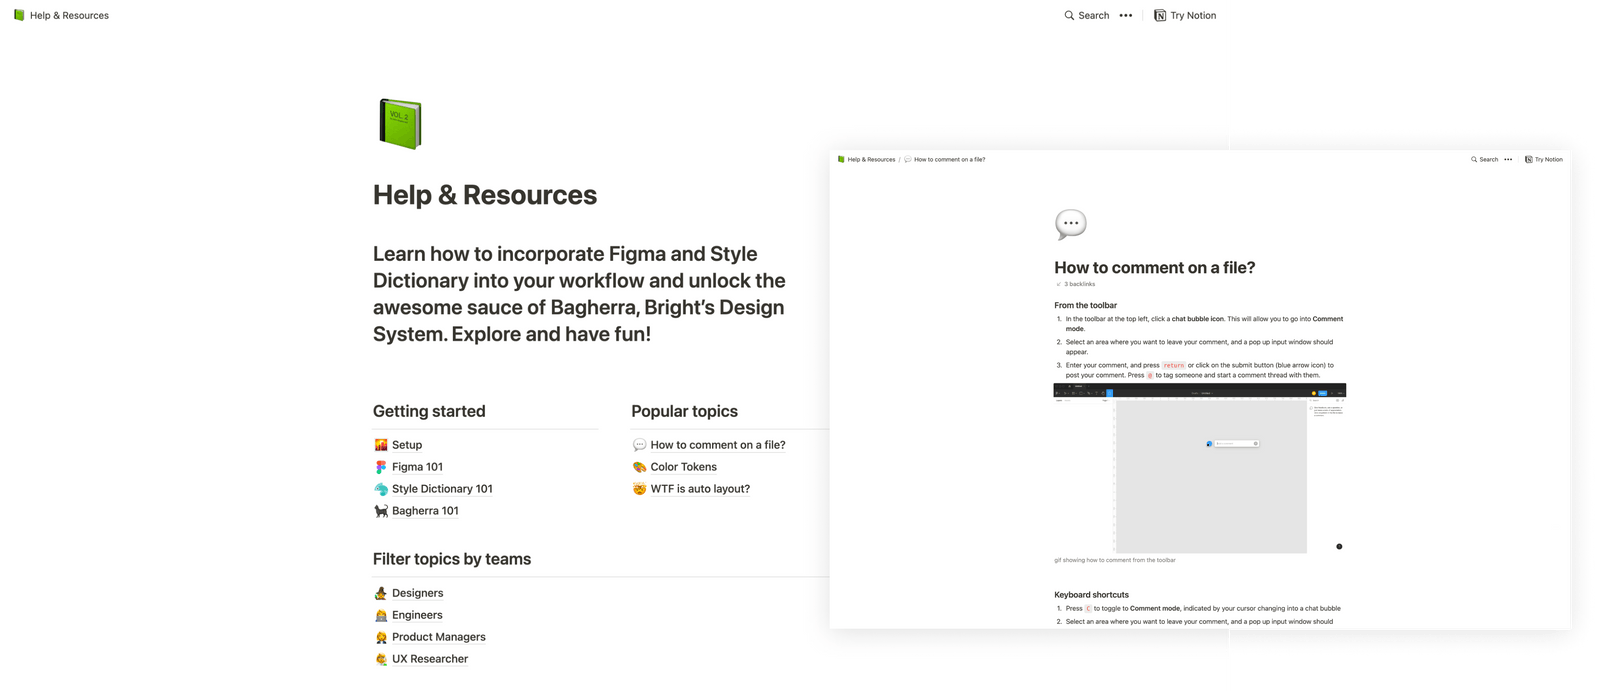 Help & Resources
Search
Try Notion
VOL. 2
Help & Resources
Learn how to incorporate Figma and Style
Dictionary into your workflow and unlock the
awesome sauce of Bagherra, Bright's Design
System. Explore and have fun!
Getting started
Setup
Figma 101
Style Dictionary 101
Bagherra 101
Popular topics
How to comment on a file?
Color Tokens
WTF is auto layout?
Filter topics by teams
Designers
Engineers
Product Managers
UX Researcher
Help & Resources / How to comment on a file?
Search
Try Notion
How to comment on a file?
3 backlinks
From the toolbar
1. In the toolbar at the top left, click a chat bubble icon. This will allow you to go into Comment
mode.
2. Select an area where you want to leave your comment, and a pop up input window should
appear.
3. Enter your comment, and press return or click on the submit button (blue arrow icon) to
post your comment. Press @ to tag someone and start a comment thread with them.
gif showing how to comment from the toolbar
Keyboard shortcuts
1. Press C to toggle to Comment mode, indicated by your cursor changing into a chat bubble
2. Select an area where you want to leave your comment, and a pop up input window should